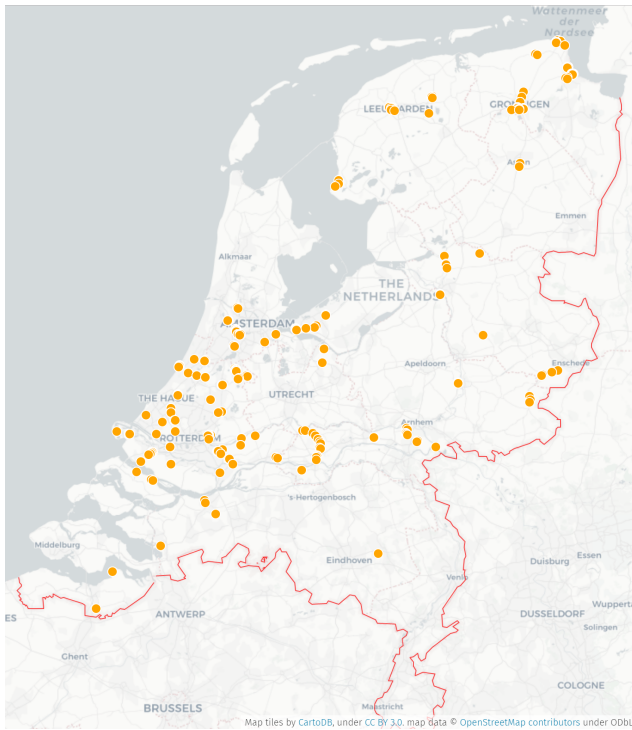 Wattenmeer
der
Nordsee
LEEUWARDEN
GRONINGEN
Assen
Emmen
Alkmaar
THE
NETHERLANDS
AMSTERDAM
Apeldoorn
Enschede
THE HAGUE
UTRECHT
Arnhem
ROTTERDAM
's-Hertogenbosch
Middelburg
Eindhoven
Venlo
Duisburg
Essen
Wupperta
ES
ANTWERP
DUSSELDORF
Solingen
Ghent
COLOGNE
BRUSSELS
Maastricht
Map tiles by CartoDB, under CC BY 3.0. map data © OpenStreetMap contributors under ODbL